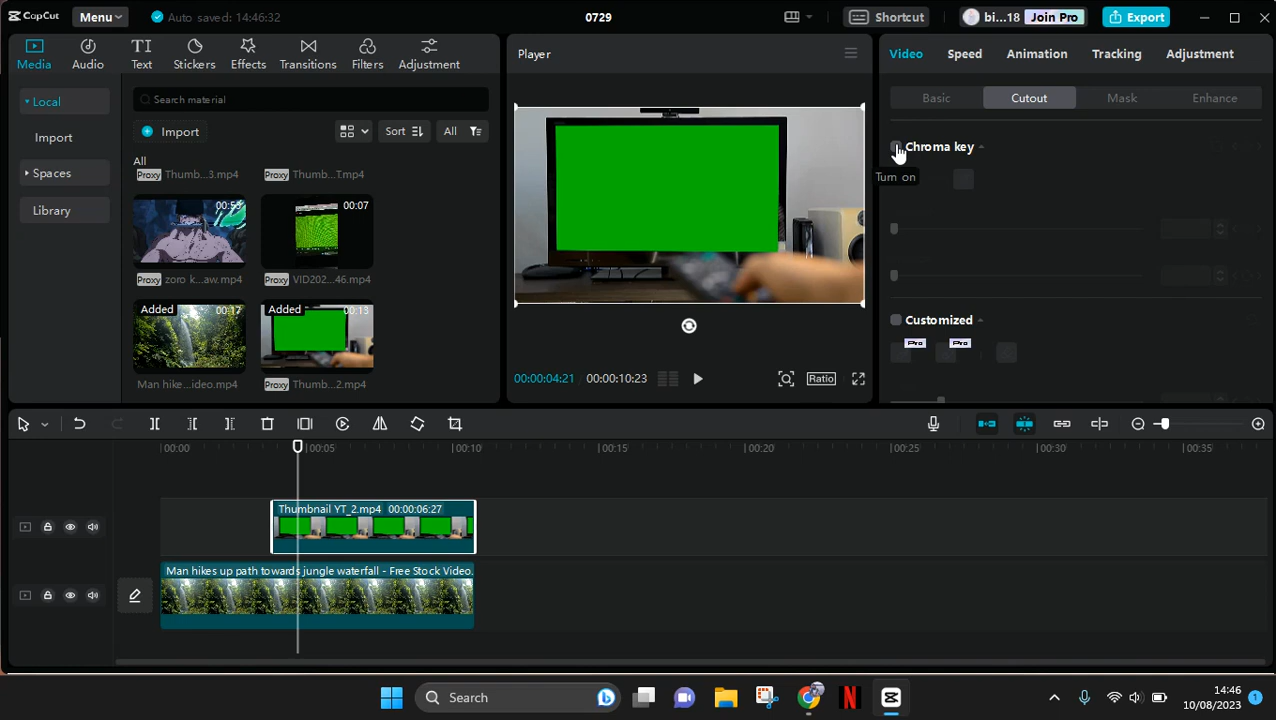 CapCut Menu Auto saved: 14:46:32 0729 Shortcut bi...18 Join Pro Export
Media Audio Text Stickers Effects Transitions Filters Adjustment
Local
Import
Spaces
Library
Search material
Import Sort All
All
Proxy Thumb...3.mp4 Proxy Thumb...T.mp4
00:53 00:07
Proxy zoro k...aw.mp4 Proxy VID202...46.mp4
Added 00:17 Added 00:13
Man hike...ideo.mp4 Proxy Thumb...2.mp4
Player
00:00:04:21 00:00:10:23 Ratio
Video Speed Animation Tracking Adjustment
Basic Cutout Mask Enhance
Chroma key
Turn on
Customized
Pro Pro
00:00 00:05 00:10 00:15 00:20 00:25 00:30 00:35
Thumbnail YT_2.mp4 00:00:06:27
Man hikes up path towards jungle waterfall - Free Stock Video.
Search
14:46
10/08/2023
1